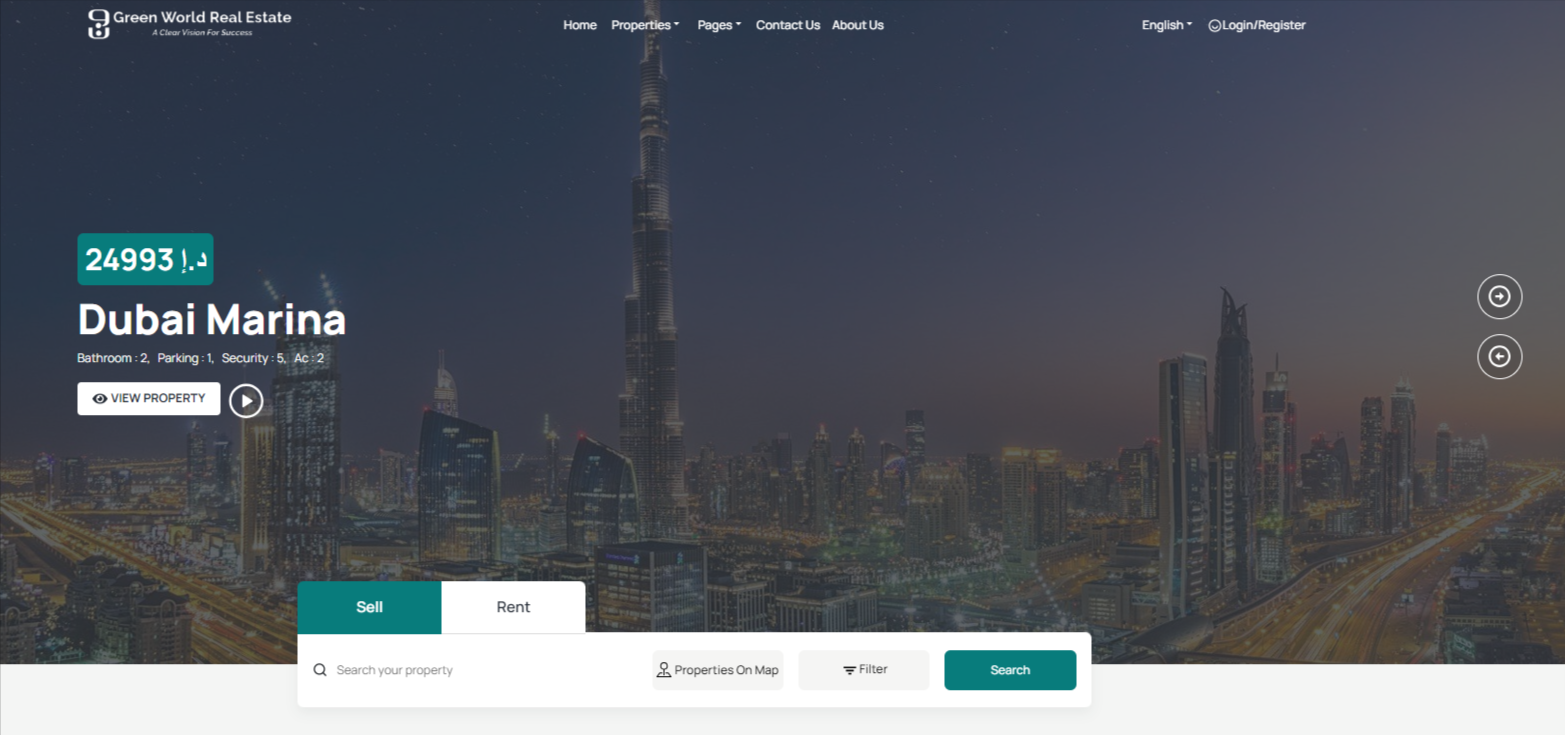 Green World Real Estate
A Clear Vision For Success
Home Properties Pages Contact Us About Us
English Login/Register
24993 د.إ
Dubai Marina
Bathroom : 2, Parking : 1, Security : 5, Ac : 2
VIEW PROPERTY
Sell Rent
Search your property Properties On Map Filter Search